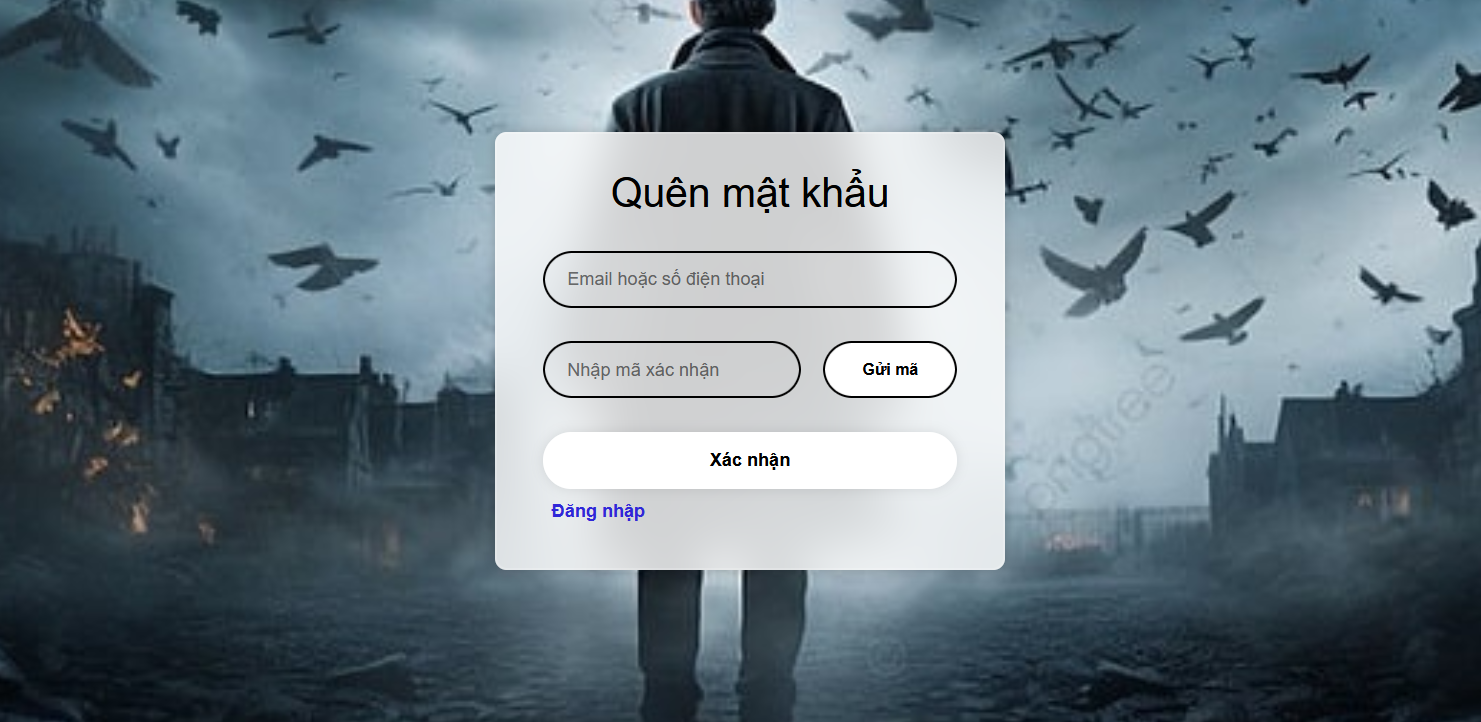 Quên mật khẩu
Email hoặc số điện thoại
Nhập mã xác nhận Gửi mã
Xác nhận
Đăng nhập